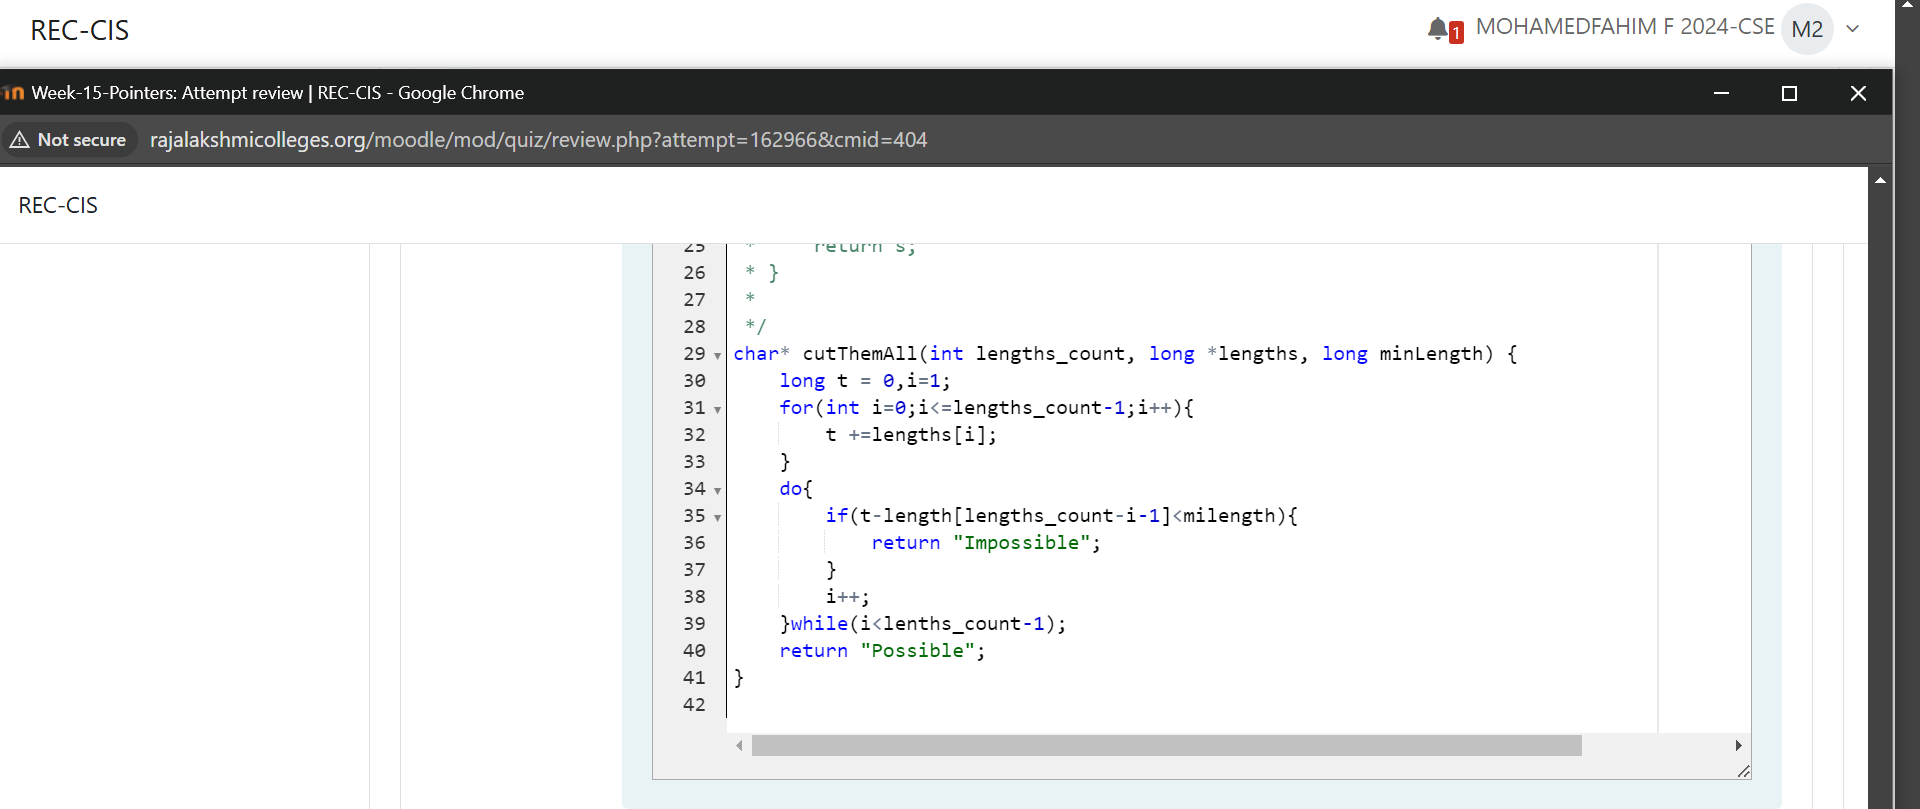 REC-CIS
1 MOHAMEDFAHIM F 2024-CSE M2
Week-15-Pointers: Attempt review | REC-CIS - Google Chrome
Not secure rajalakshmicolleges.org/moodle/mod/quiz/review.php?attempt=162966&cmid=404
REC-CIS
25 * return s;
26 * }
27 *
28 */
29 char* cutThemAll(int lengths_count, long *lengths, long minLength) {
30 long t = 0,i=1;
31 for(int i=0;i<=lengths_count-1;i++){
32 t +=lengths[i];
33 }
34 do{
35 if(t-length[lengths_count-i-1]<milength){
36 return "Impossible";
37 }
38 i++;
39 }while(i<lenths_count-1);
40 return "Possible";
41 }
42